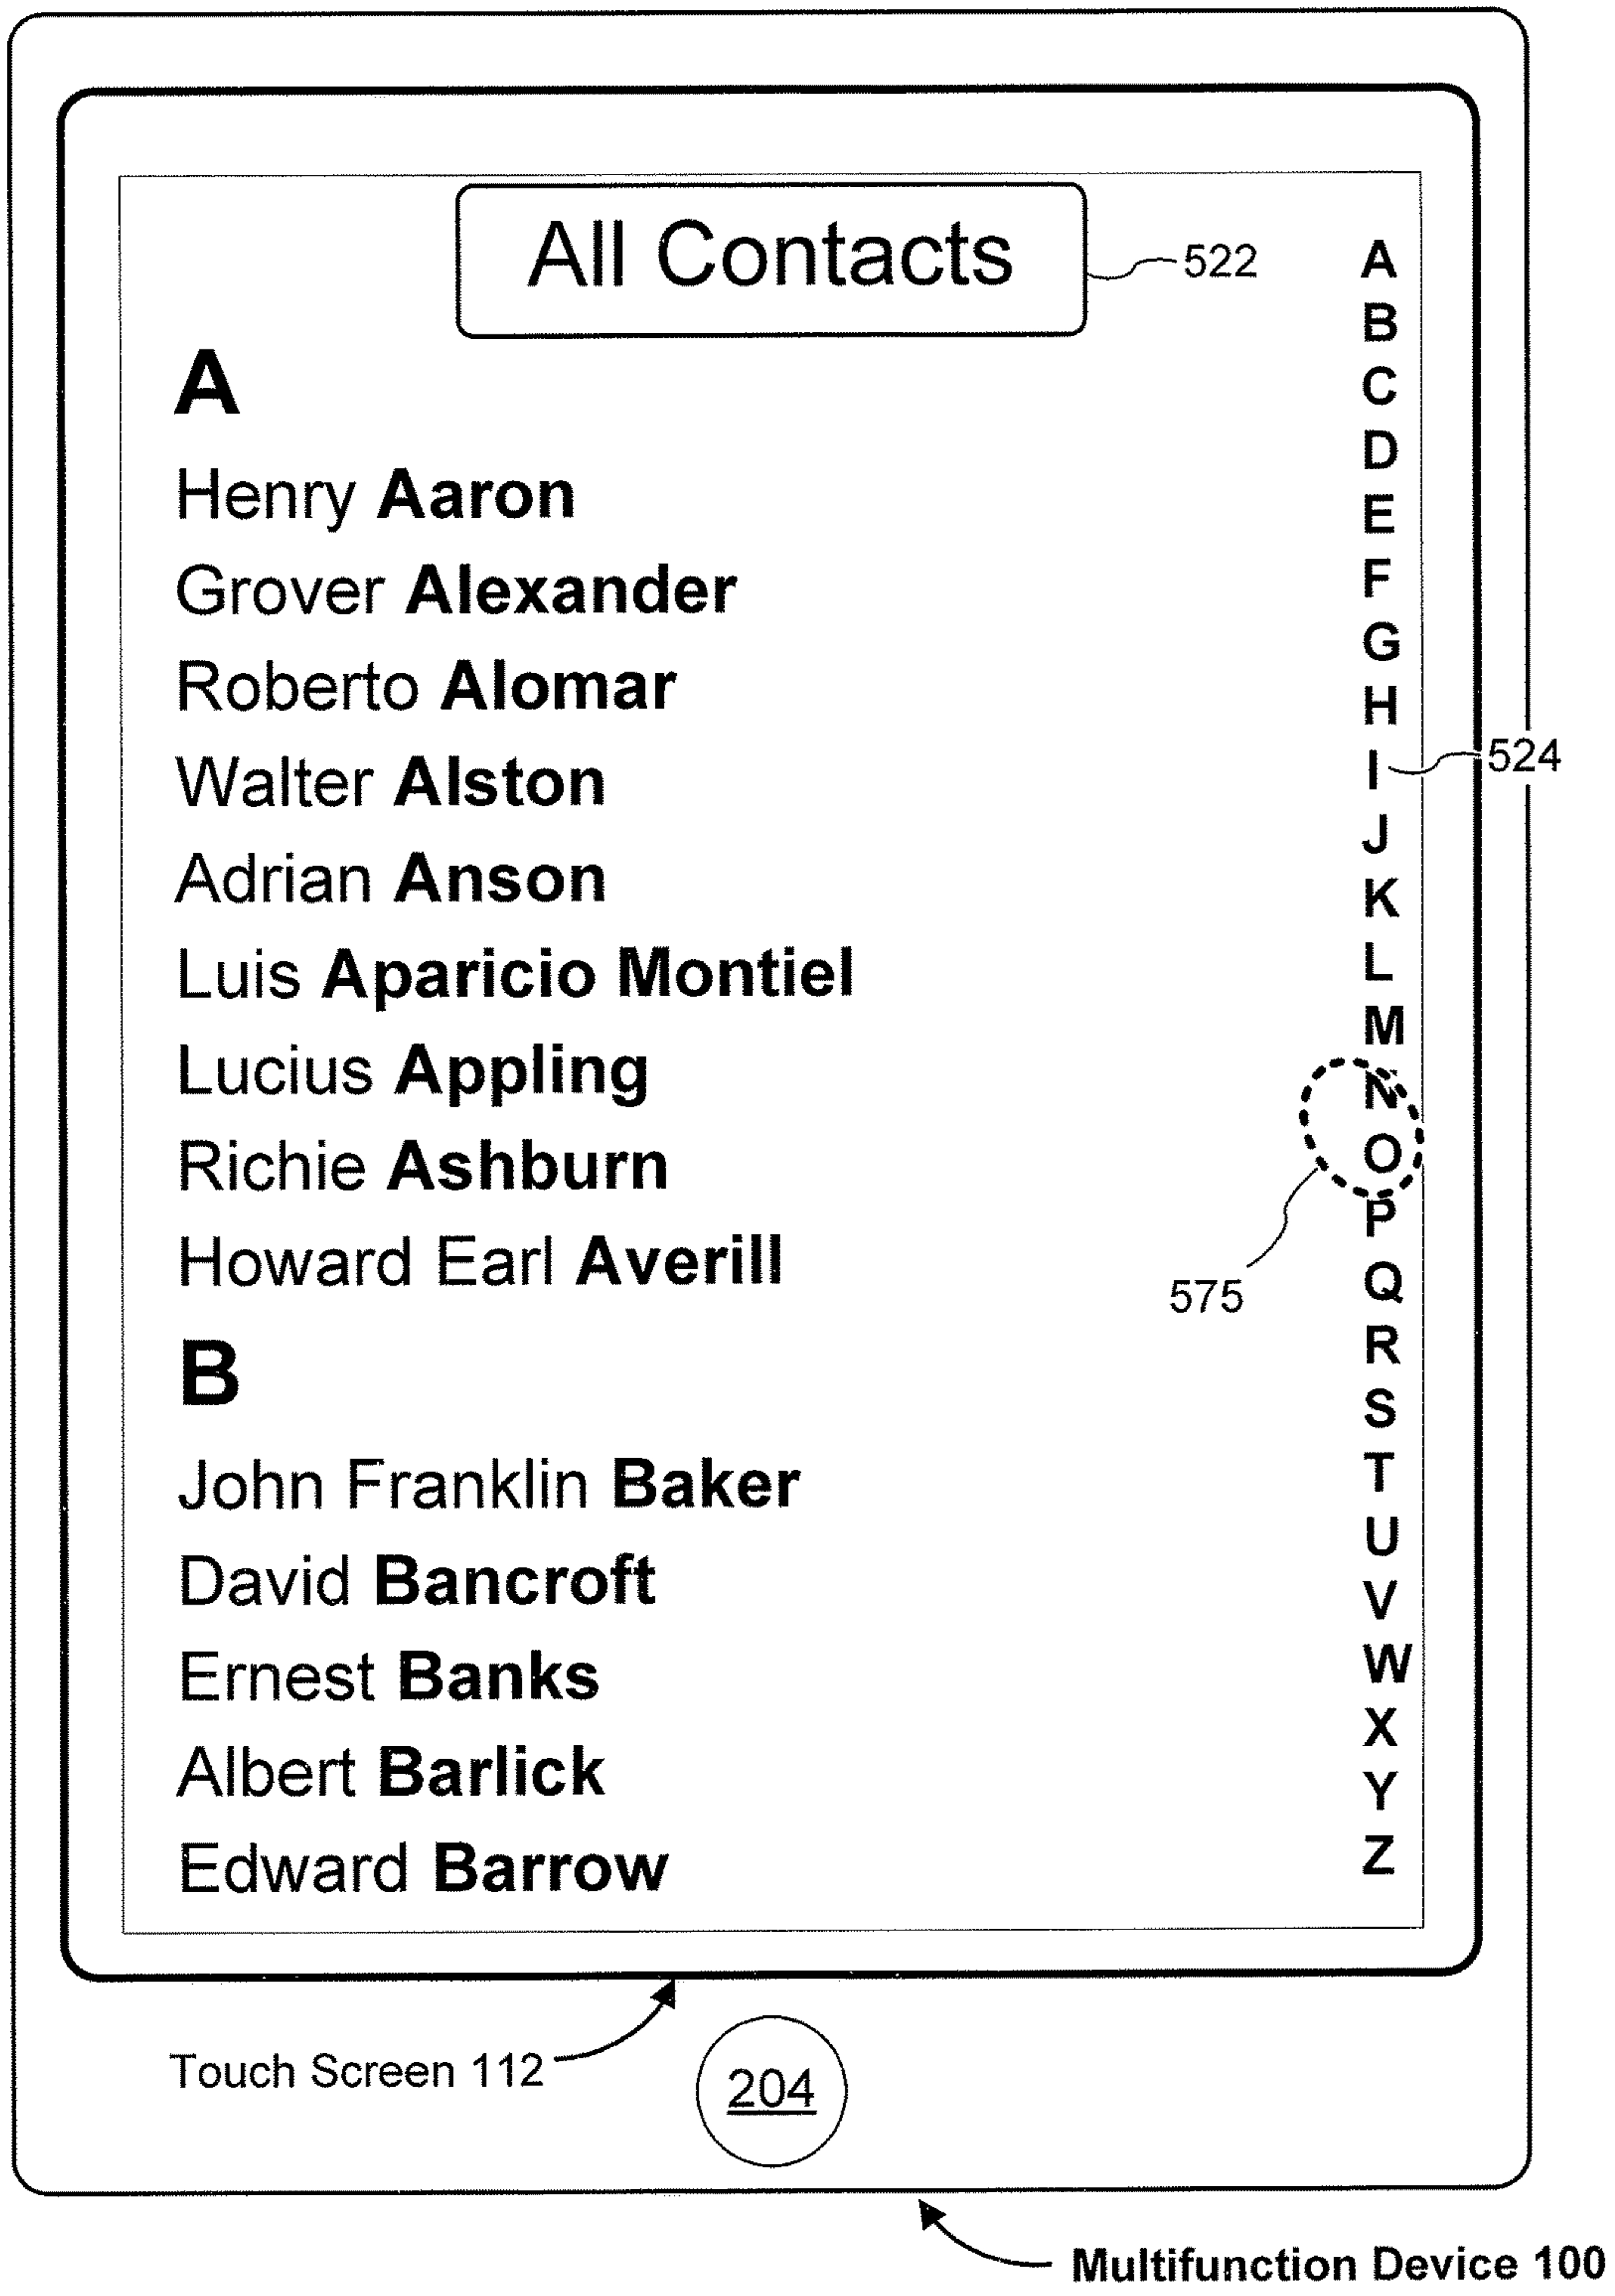 All Contacts
522
A
Henry Aaron
Grover Alexander
Roberto Alomar
Walter Alston
Adrian Anson
Luis Aparicio Montiel
Lucius Appling
Richie Ashburn
Howard Earl Averill
B
John Franklin Baker
David Bancroft
Ernest Banks
Albert Barlick
Edward Barrow
A
B
C
D
E
F
G
H
I
524
J
K
L
M
N
O
P
575
Q
R
S
T
U
V
W
X
Y
Z
Touch Screen 112
204
Multifunction Device 100